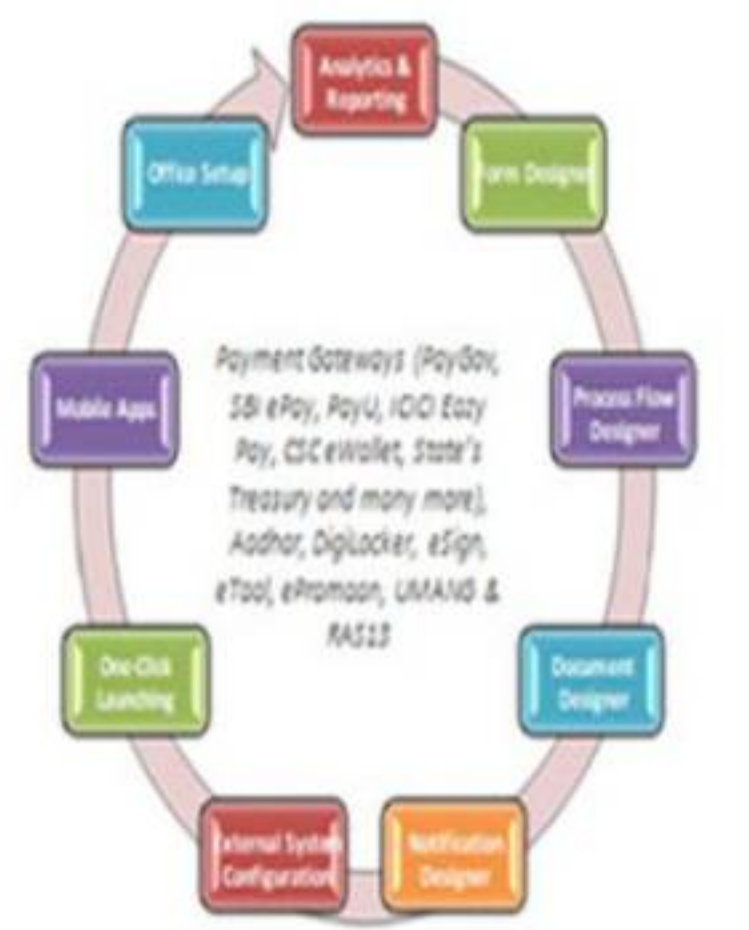 Analytics &
Reporting
Form Designer
Process Flow
Designer
Document
Designer
Notification
Designer
External System
Configuration
One-Click
Launching
Mobile Apps
Office Setup
Payment Gateways (PayGov,
SBI ePay, PayU, ICICI Eazy
Pay, CSC eWallet, State's
Treasury and many more),
Aadhar, DigiLocker, eSign,
eTaal, ePramaan, UMANG &
RAS13